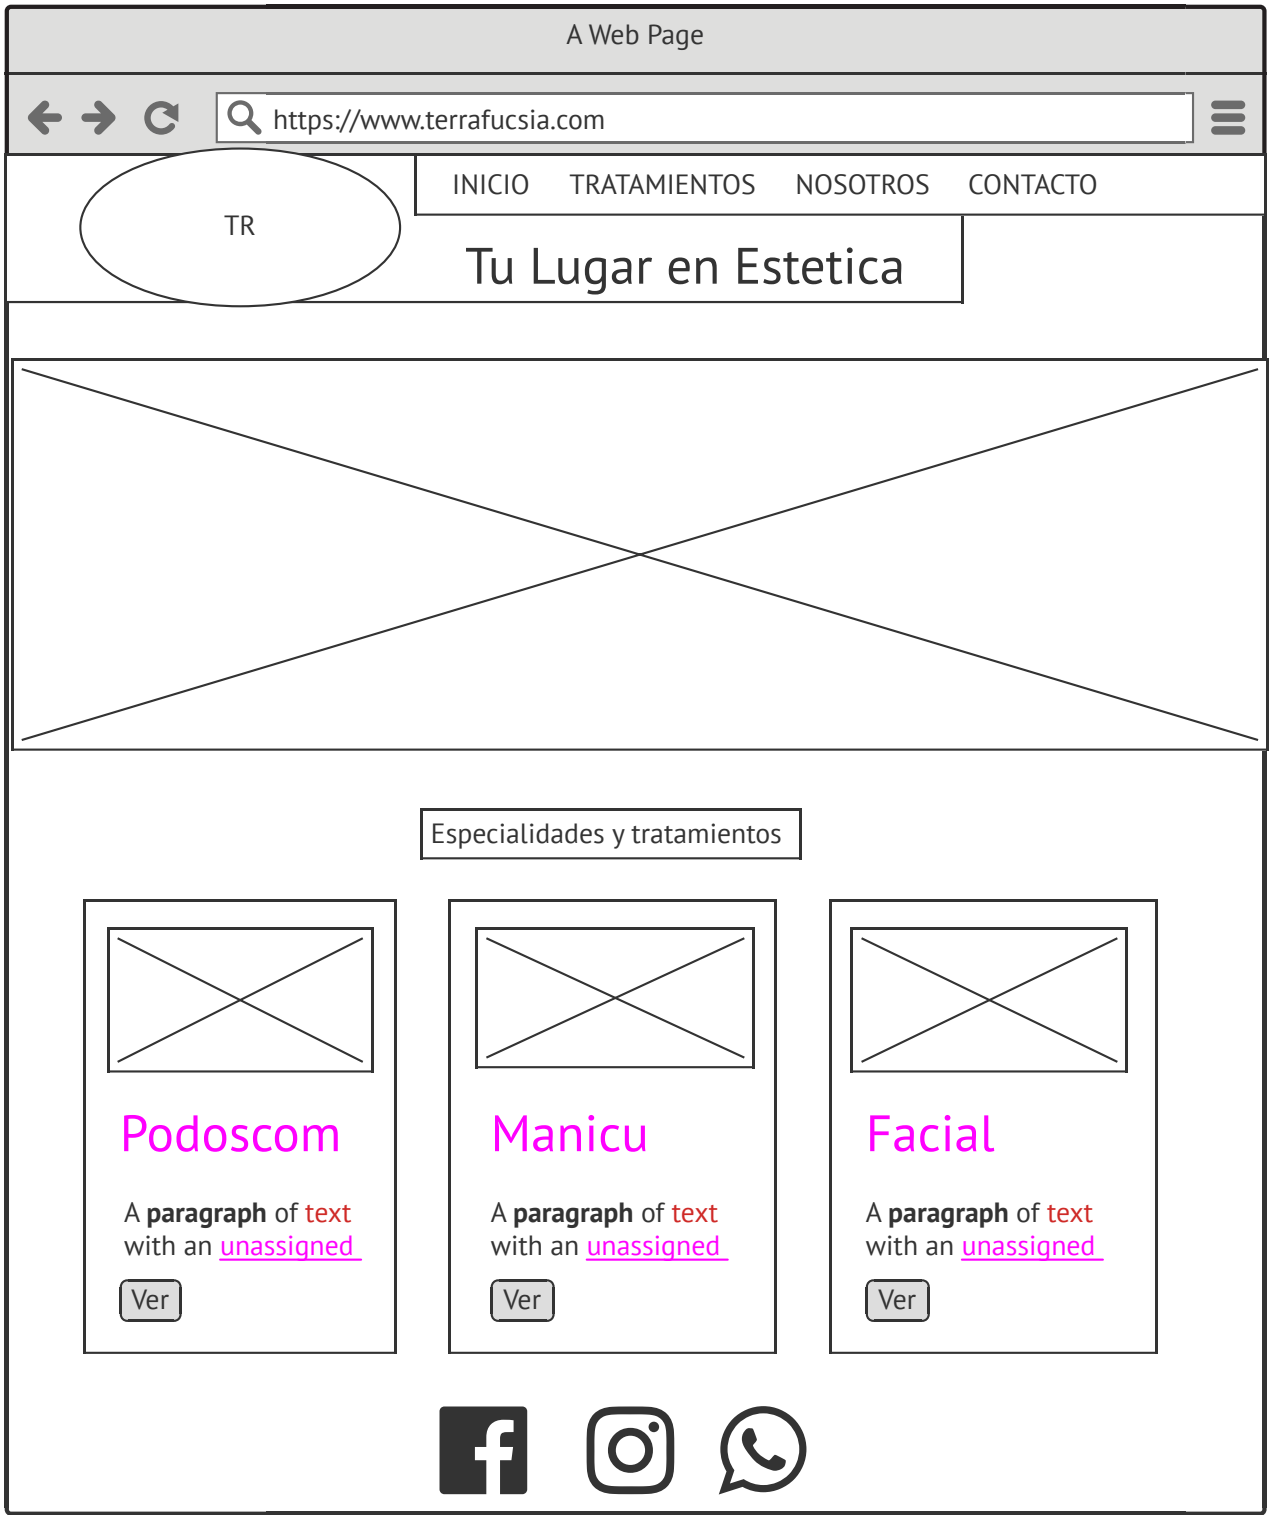 A Web Page
https://www.terrafucsia.com
INICIO TRATAMIENTOS NOSOTROS CONTACTO
TR
Tu Lugar en Estetica
Especialidades y tratamientos
Podoscom
A paragraph of text
with an unassigned
Ver
Manicu
A paragraph of text
with an unassigned
Ver
Facial
A paragraph of text
with an unassigned
Ver